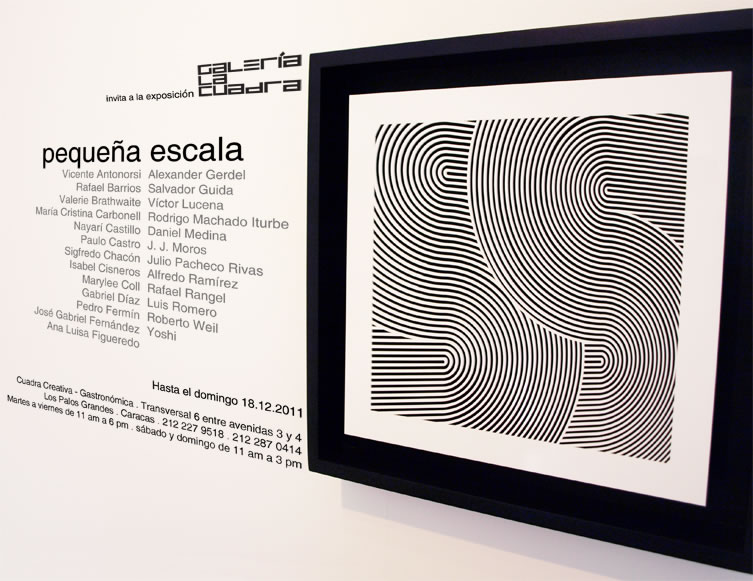 GALERÍA
LA
invita a la exposición CUADRA
pequeña escala
Vicente Antonorsi Alexander Gerdel
Rafael Barrios Salvador Guida
Valerie Brathwaite Víctor Lucena
María Cristina Carbonell Rodrigo Machado Iturbe
Nayarí Castillo Daniel Medina
Paulo Castro J. J. Moros
Sigfredo Chacón Julio Pacheco Rivas
Isabel Cisneros Alfredo Ramírez
Marylee Coll Rafael Rangel
Gabriel Díaz Luis Romero
Pedro Fermín Roberto Weil
José Gabriel Fernández Yoshi
Ana Luisa Figueredo
Hasta el domingo 18.12.2011
Cuadra Creativa - Gastronómica . Transversal 6 entre avenidas 3 y 4
Los Palos Grandes . Caracas . 212 227 9518 . 212 287 0414
Martes a viernes de 11 am a 6 pm . sábado y domingo de 11 am a 3 pm